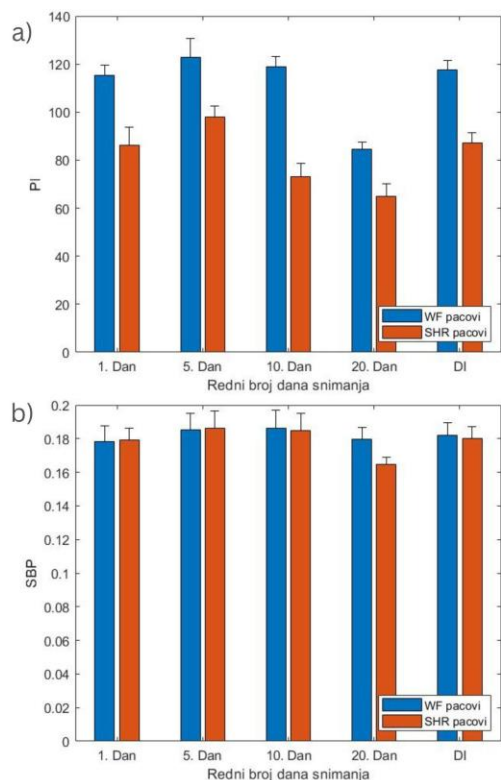 a)
140
120
100
80
60
40
20
0
PI
WF pacovi
SHR pacovi
1. Dan 5. Dan 10. Dan 20. Dan DI
Redni broj dana snimanja
b)
0.2
0.18
0.16
0.14
0.12
0.1
0.08
0.06
0.04
0.02
0
SBP
WF pacovi
SHR pacovi
1. Dan 5. Dan 10. Dan 20. Dan DI
Redni broj dana snimanja